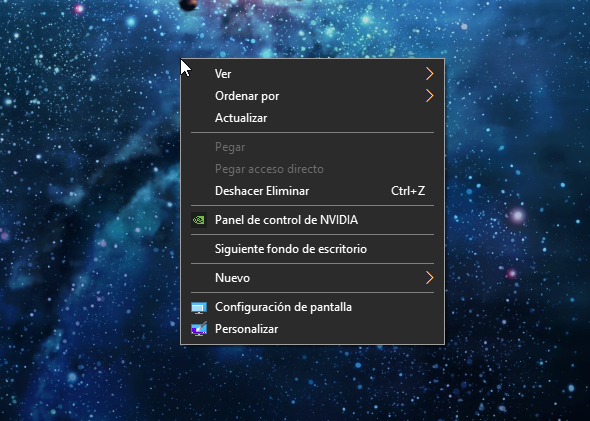 Ver
Ordenar por
Actualizar
Pegar
Pegar acceso directo
Deshacer Eliminar Ctrl+Z
Panel de control de NVIDIA
Siguiente fondo de escritorio
Nuevo
Configuración de pantalla
Personalizar